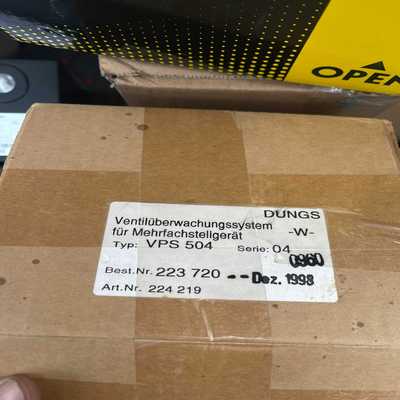 OPEN
DUNGS
Ventilüberwachungssystem
für Mehrfachstellgerät -W-
Typ: VPS 504 Serie: 04
0960
Best.Nr. 223 720 -- Dez. 1998
Art.Nr. 224 219